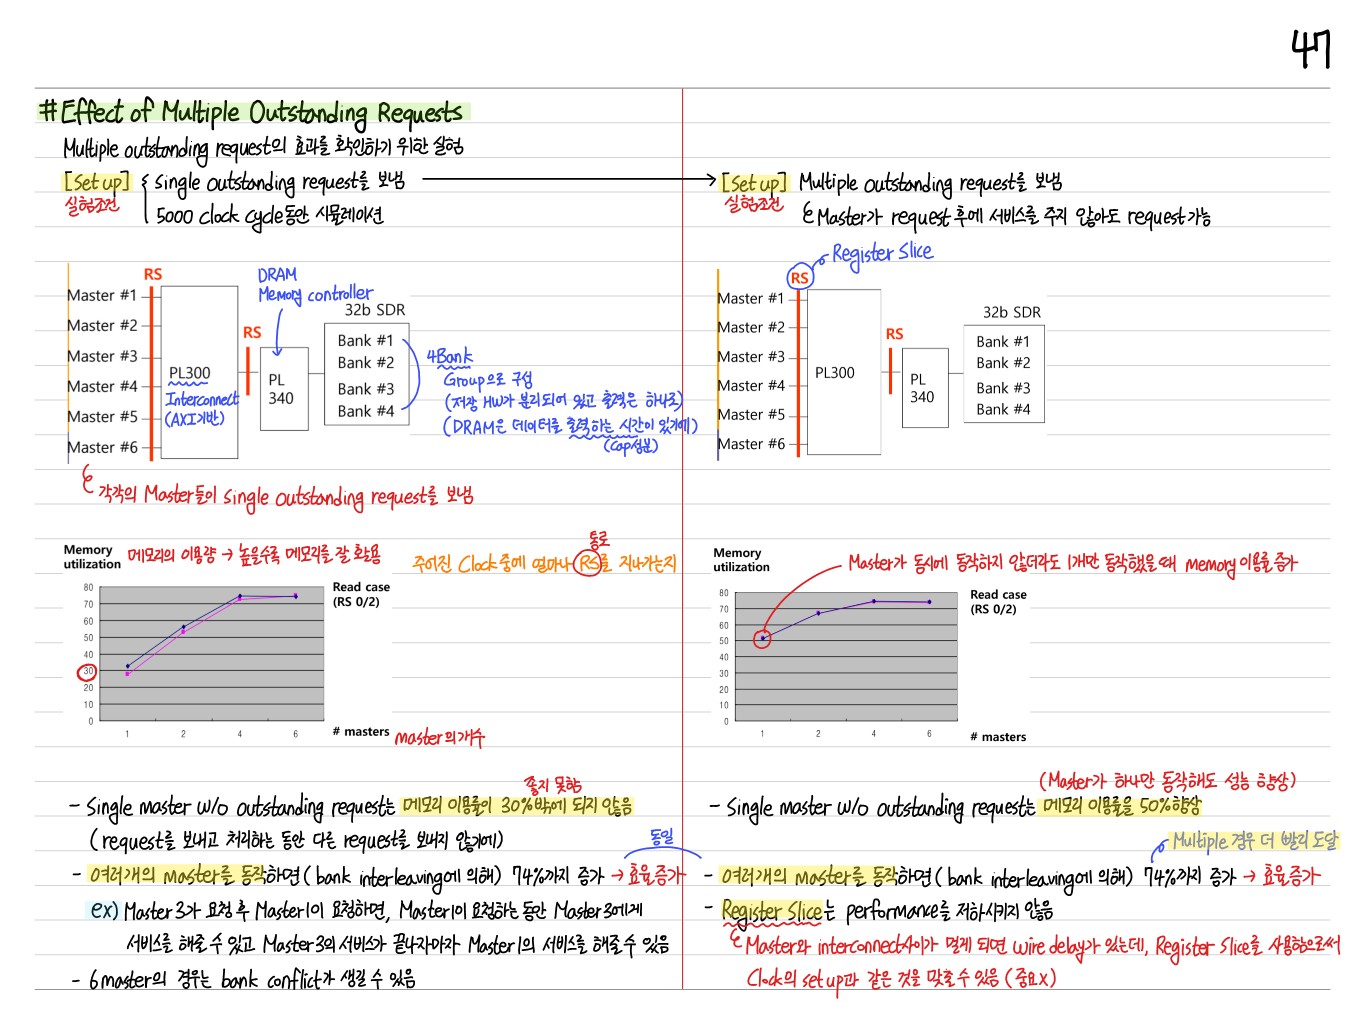 47
#Effect of Multiple Outstanding Requests
Multiple outstanding request의 효과를 확인하기 위한 실험
[Set up] { Single outstanding request를 보냄
실험조건
5000 clock cycle동안 시뮬레이션
RS
DRAM
Memory controller
Master #1
Master #2
Master #3
Master #4
Master #5
Master #6
PL300
Interconnect
(AXI기반)
RS
PL
340
32b SDR
Bank #1
Bank #2
Bank #3
Bank #4
4Bank
Group으로 구성
(저장 HW가 분리되어 있고 출력은 하나로)
(DRAM은 데이터를 출력하는 시간이 있기에)
(Cap성분)
각각의 Master들이 Single outstanding request를 보냄
Memory
utilization
메모리의 이용량 → 높을수록 메모리를 잘 활용
통로
주어진 Clock중에 얼마나 RS를 지나가는지
80
70
60
50
40
30
20
10
0
1 2 4 6
Read case
(RS 0/2)
# masters
master의개수
좋지 못함
- Single master w/o outstanding request는 메모리 이용률이 30%밖에 되지 않음
(request를 보내고 처리하는 동안 다른 request를 보내지 않기에)
동일
- 여러개의 master를 동작하면(bank interleaving에 의해) 74%까지 증가 → 효율증가
ex) Master3가 요청 후 Master1이 요청하면, Master1이 요청하는 동안 Master3에게
서비스를 해줄 수 있고 Master3의 서비스가 끝나자마자 Master1의 서비스를 해줄 수 있음
- 6master의 경우는 bank conflict가 생길 수 있음
[Set up] Multiple outstanding request를 보냄
실험조건
Master가 request 후에 서비스를 주지 않아도 request가능
RS
Register Slice
Master #1
Master #2
Master #3
Master #4
Master #5
Master #6
PL300
RS
PL
340
32b SDR
Bank #1
Bank #2
Bank #3
Bank #4
Memory
utilization
Master가 동시에 동작하지 않더라도 1개만 동작했을 때 memory 이용률 증가
80
70
60
50
40
30
20
10
0
1 2 4 6
Read case
(RS 0/2)
# masters
(Master가 하나만 동작해도 성능 향상)
- Single master w/o outstanding request는 메모리 이용률을 50%향상
Multiple 경우 더 빨리 도달
- 여러개의 master를 동작하면(bank interleaving에 의해) 74%까지 증가 → 효율증가
- Register Slice는 performance를 저하시키지 않음
Master와 interconnect사이가 멀게 되면 wire delay가 있는데, Register Slice를 사용함으로써
Clock의 set up과 같은 것을 맞출 수 있음 (중요x)